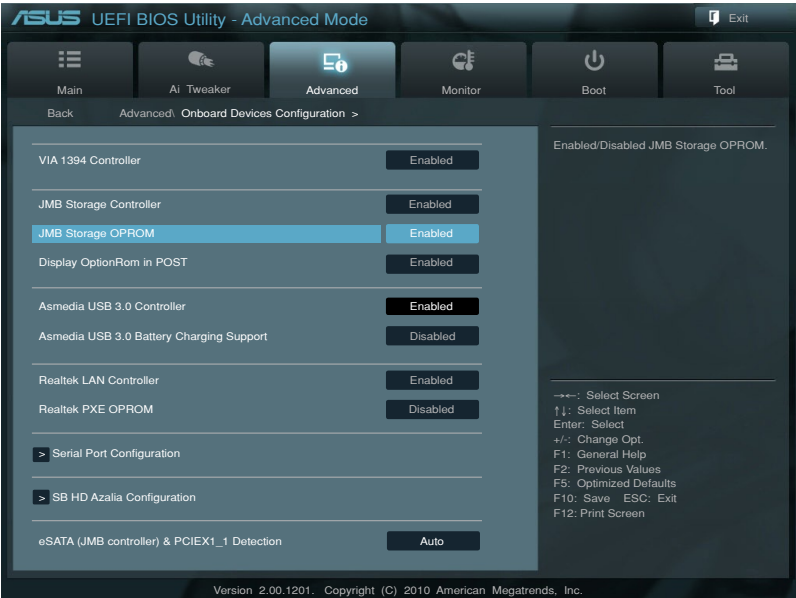 ASUS UEFI BIOS Utility - Advanced Mode
Exit
Main
Ai Tweaker
Advanced
Monitor
Boot
Tool
Back
Advanced\ Onboard Devices Configuration >
VIA 1394 Controller Enabled
JMB Storage Controller Enabled
JMB Storage OPROM Enabled
Display OptionRom in POST Enabled
Asmedia USB 3.0 Controller Enabled
Asmedia USB 3.0 Battery Charging Support Disabled
Realtek LAN Controller Enabled
Realtek PXE OPROM Disabled
> Serial Port Configuration
> SB HD Azalia Configuration
eSATA (JMB controller) & PCIEX1_1 Detection Auto
Enabled/Disabled JMB Storage OPROM.
→←: Select Screen
↑↓: Select Item
Enter: Select
+/-: Change Opt.
F1: General Help
F2: Previous Values
F5: Optimized Defaults
F10: Save ESC: Exit
F12: Print Screen
Version 2.00.1201. Copyright (C) 2010 American Megatrends, Inc.